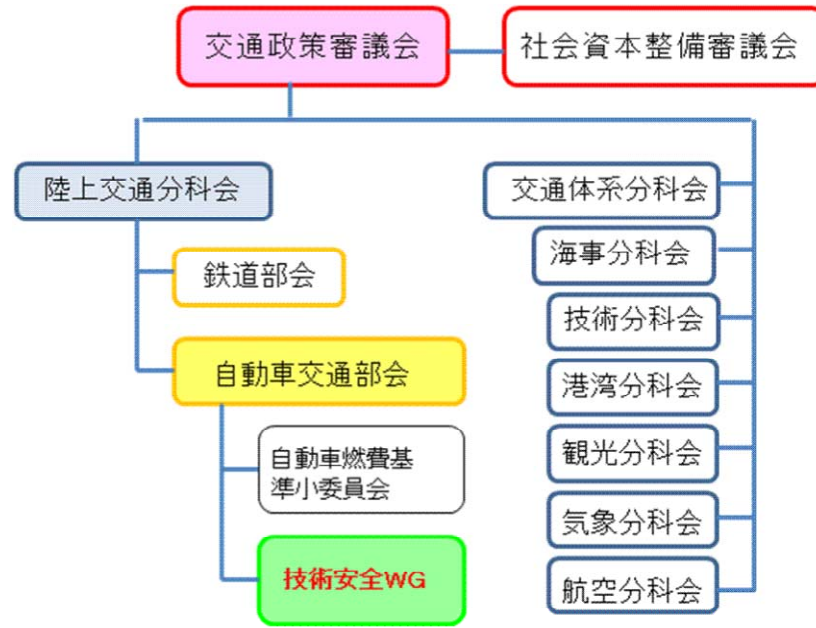 交通政策審議会
社会資本整備審議会
陸上交通分科会
鉄道部会
自動車交通部会
自動車燃費基
準小委員会
技術安全WG
交通体系分科会
海事分科会
技術分科会
港湾分科会
観光分科会
気象分科会
航空分科会